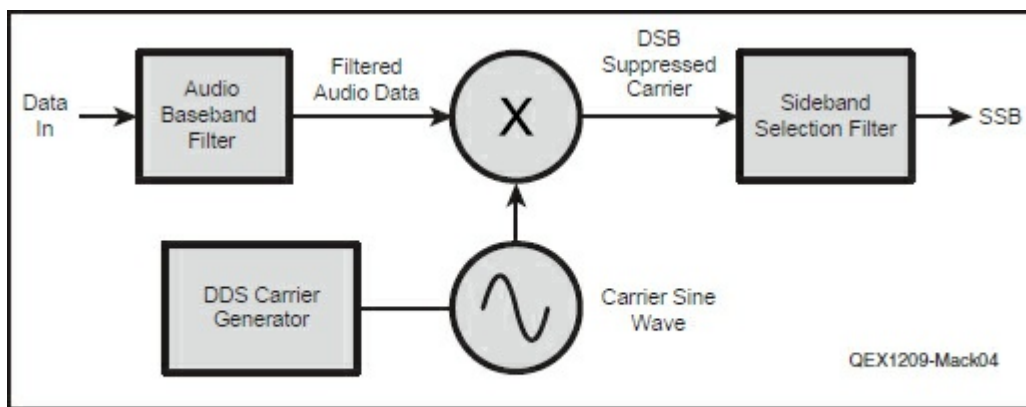 Data
In
Audio
Baseband
Filter
Filtered
Audio Data
X
DSB
Suppressed
Carrier
Sideband
Selection Filter
SSB
DDS Carrier
Generator
Carrier Sine
Wave
QEX1209-Mack04